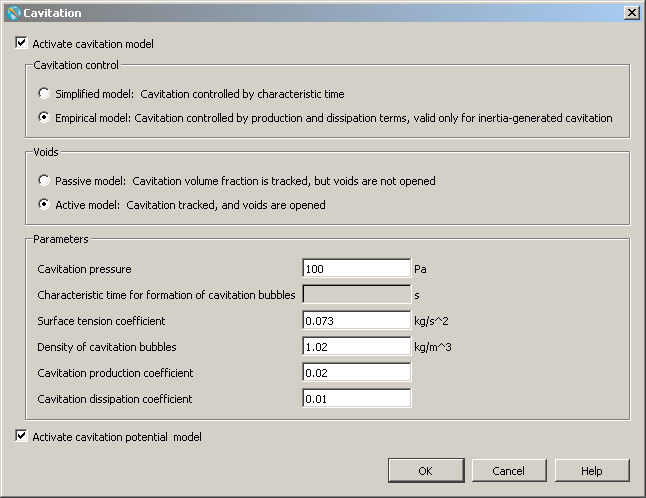 Cavitation
Activate cavitation model
Cavitation control
Simplified model: Cavitation controlled by characteristic time
Empirical model: Cavitation controlled by production and dissipation terms, valid only for inertia-generated cavitation
Voids
Passive model: Cavitation volume fraction is tracked, but voids are not opened
Active model: Cavitation tracked, and voids are opened
Parameters
Cavitation pressure 100 Pa
Characteristic time for formation of cavitation bubbles s
Surface tension coefficient 0.073 kg/s^2
Density of cavitation bubbles 1.02 kg/m^3
Cavitation production coefficient 0.02
Cavitation dissipation coefficient 0.01
Activate cavitation potential model
OK Cancel Help